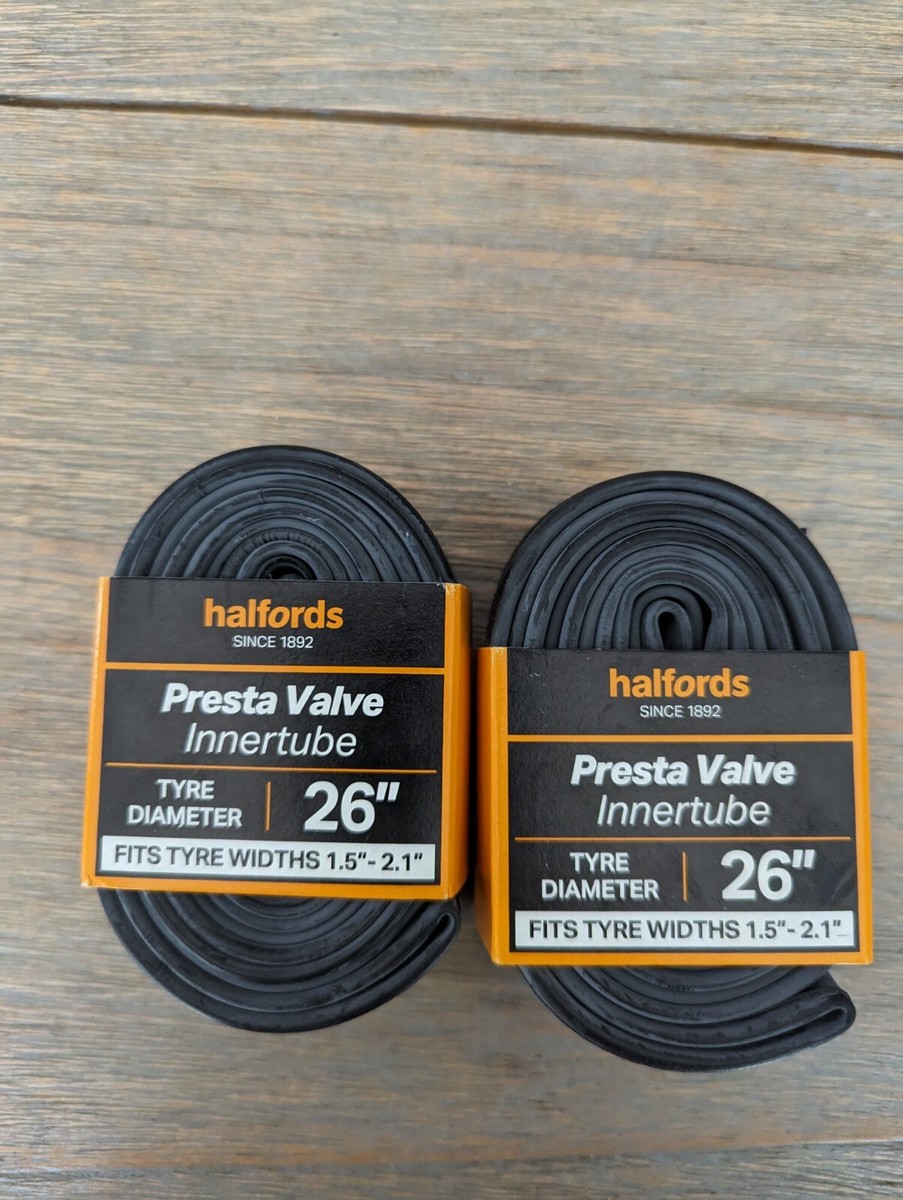 halfords
SINCE 1892
Presta Valve
Innertube
TYRE
DIAMETER
26"
FITS TYRE WIDTHS 1.5"- 2.1"
halfords
SINCE 1892
Presta Valve
Innertube
TYRE
DIAMETER
26"
FITS TYRE WIDTHS 1.5"- 2.1"